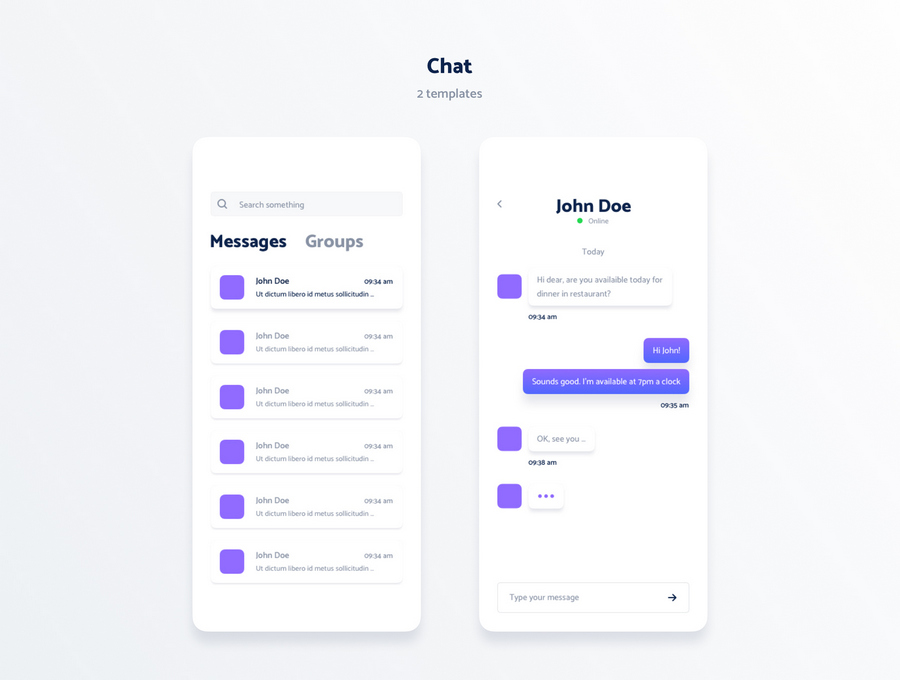 Chat
2 templates
Search something
Messages Groups
John Doe 09:34 am
Ut dictum libero id metus sollicitudin ...
John Doe 09:34 am
Ut dictum libero id metus sollicitudin ...
John Doe 09:34 am
Ut dictum libero id metus sollicitudin ...
John Doe 09:34 am
Ut dictum libero id metus sollicitudin ...
John Doe 09:34 am
Ut dictum libero id metus sollicitudin ...
John Doe 09:34 am
Ut dictum libero id metus sollicitudin ...
John Doe
Online
Today
Hi dear, are you availaible today for
dinner in restaurant?
09:34 am
Hi John!
Sounds good. I'm available at 7pm a clock
09:35 am
OK, see you ...
09:38 am
Type your message